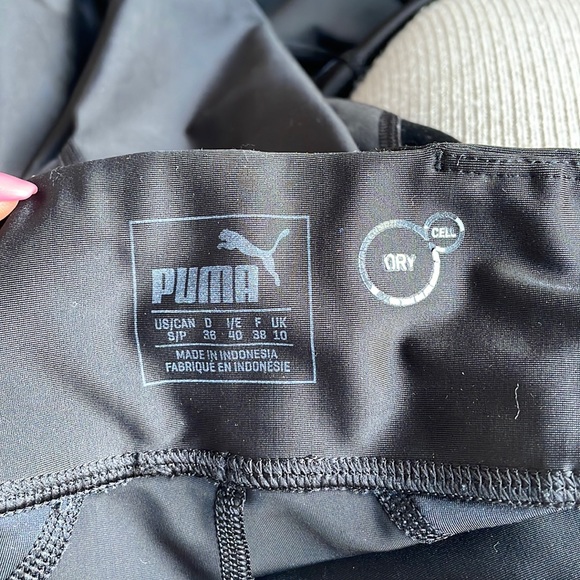 PUMA
US/CAN D I/E F UK
S/P 36 40 38 10
MADE IN INDONESIA
FABRIQUÉ EN INDONÉSIE
DRY
CELL